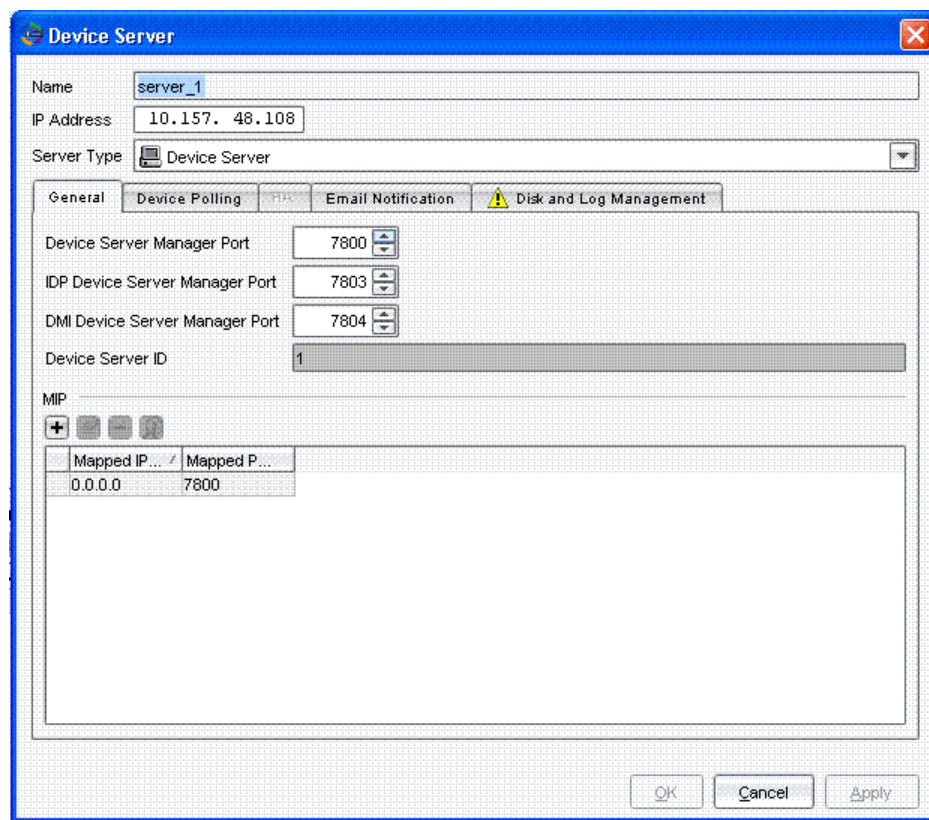 Device Server
Name server_1
IP Address 10.157. 48.108
Server Type Device Server
General Device Polling HA Email Notification Disk and Log Management
Device Server Manager Port 7800
IDP Device Server Manager Port 7803
DMI Device Server Manager Port 7804
Device Server ID 1
MIP
Mapped IP... Mapped P...
0.0.0.0 7800
OK Cancel Apply